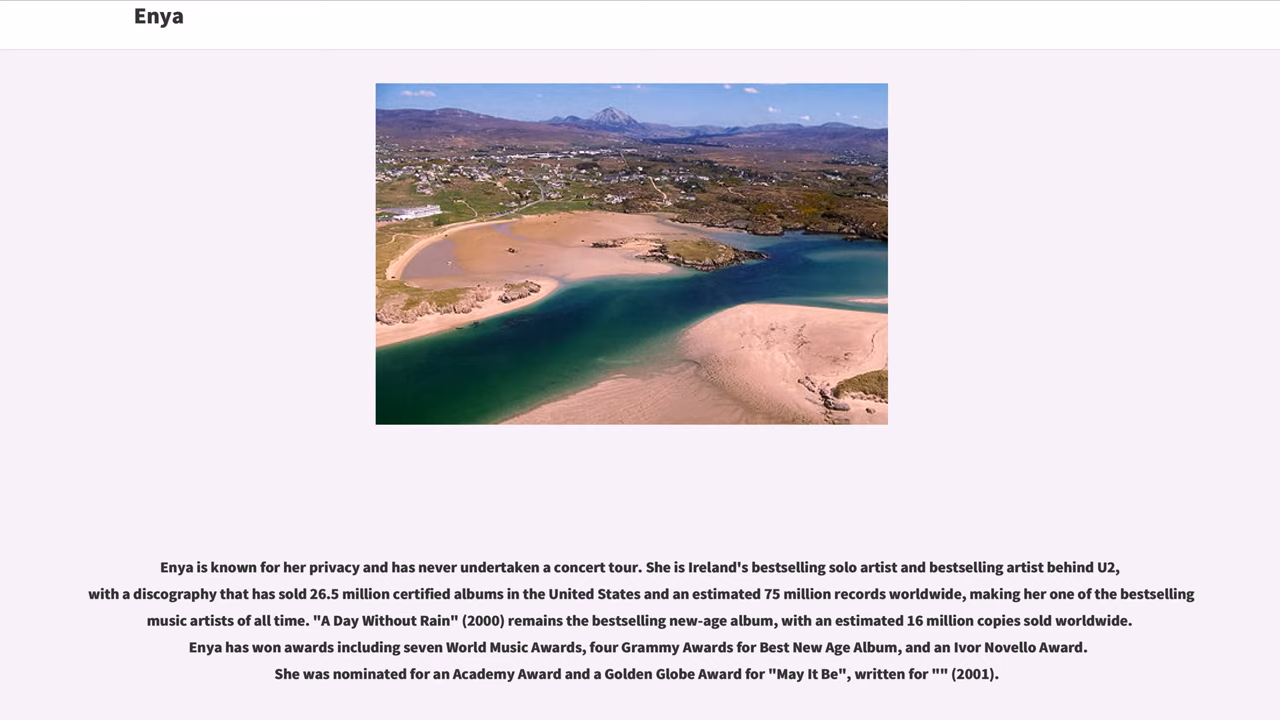 Enya
Enya is known for her privacy and has never undertaken a concert tour. She is Ireland's bestselling solo artist and bestselling artist behind U2,
with a discography that has sold 26.5 million certified albums in the United States and an estimated 75 million records worldwide, making her one of the bestselling
music artists of all time. "A Day Without Rain" (2000) remains the bestselling new-age album, with an estimated 16 million copies sold worldwide.
Enya has won awards including seven World Music Awards, four Grammy Awards for Best New Age Album, and an Ivor Novello Award.
She was nominated for an Academy Award and a Golden Globe Award for "May It Be", written for "" (2001).